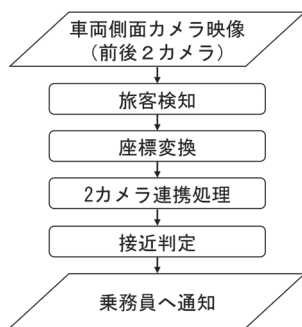 車両側面カメラ映像
（前後２カメラ）
旅客検知
座標変換
2カメラ連携処理
接近判定
乗務員へ通知